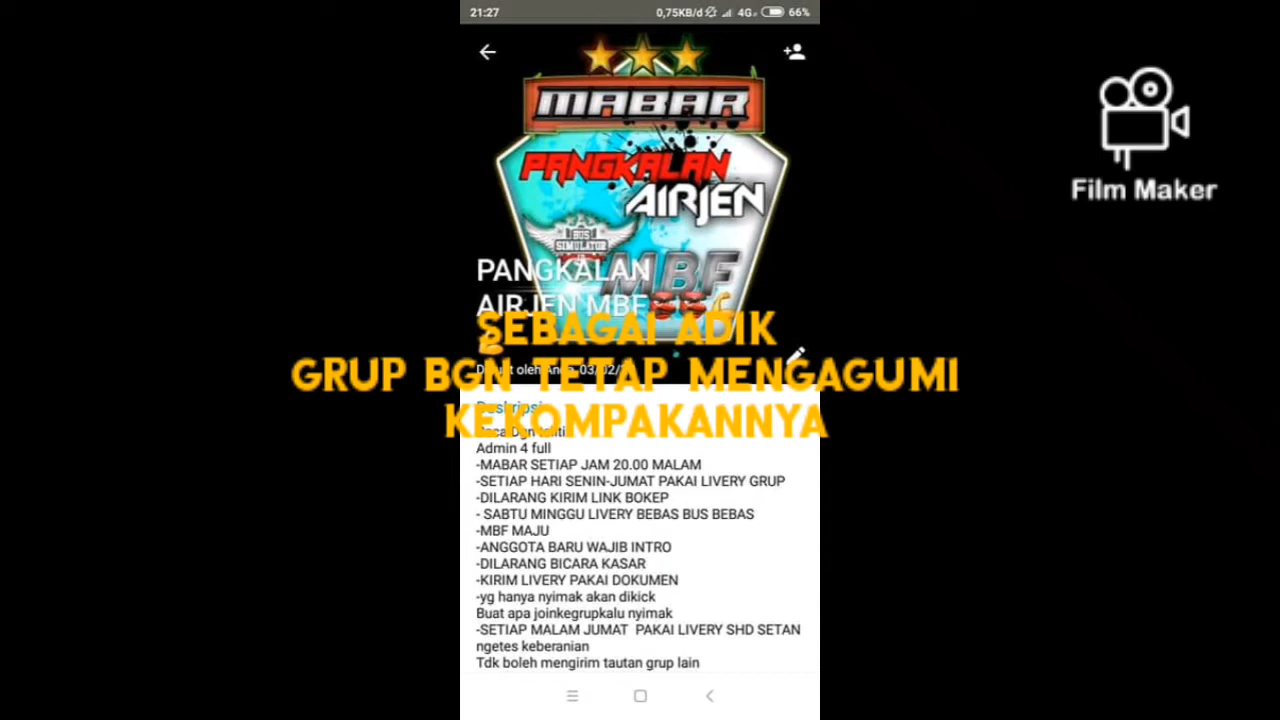 21:27 0,75KB/d 4G 66%
MABAR
PANGKALAN
AIRJEN
BUS
SIMULATOR
MBF
PANGKALAN
AIRJEN MBF
SEBAGAI ADIK
GRUP BGN TETAP MENGAGUMI
KEKOMPAKANNYA
Film Maker
Admin 4 full
-MABAR SETIAP JAM 20.00 MALAM
-SETIAP HARI SENIN-JUMAT PAKAI LIVERY GRUP
-DILARANG KIRIM LINK BOKEP
- SABTU MINGGU LIVERY BEBAS BUS BEBAS
-MBF MAJU
-ANGGOTA BARU WAJIB INTRO
-DILARANG BICARA KASAR
-KIRIM LIVERY PAKAI DOKUMEN
-yg hanya nyimak akan dikick
Buat apa joinkegrupkalu nyimak
-SETIAP MALAM JUMAT PAKAI LIVERY SHD SETAN
ngetes keberanian
Tdk boleh mengirim tautan grup lain